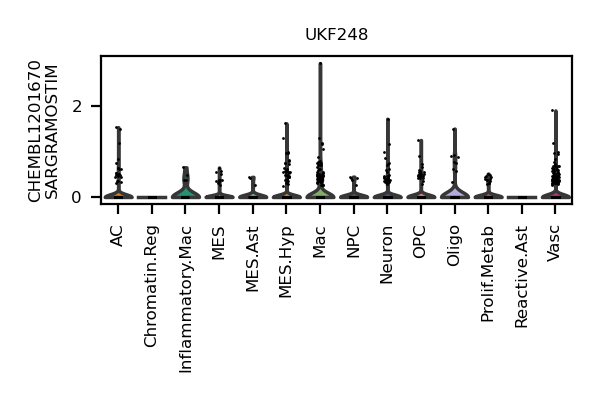 UKF248
CHEMBL1201670
SARGRAMOSTIM
2
0
AC
Chromatin.Reg
Inflammatory.Mac
MES
MES.Ast
MES.Hyp
Mac
NPC
Neuron
OPC
Oligo
Prolif.Metab
Reactive.Ast
Vasc